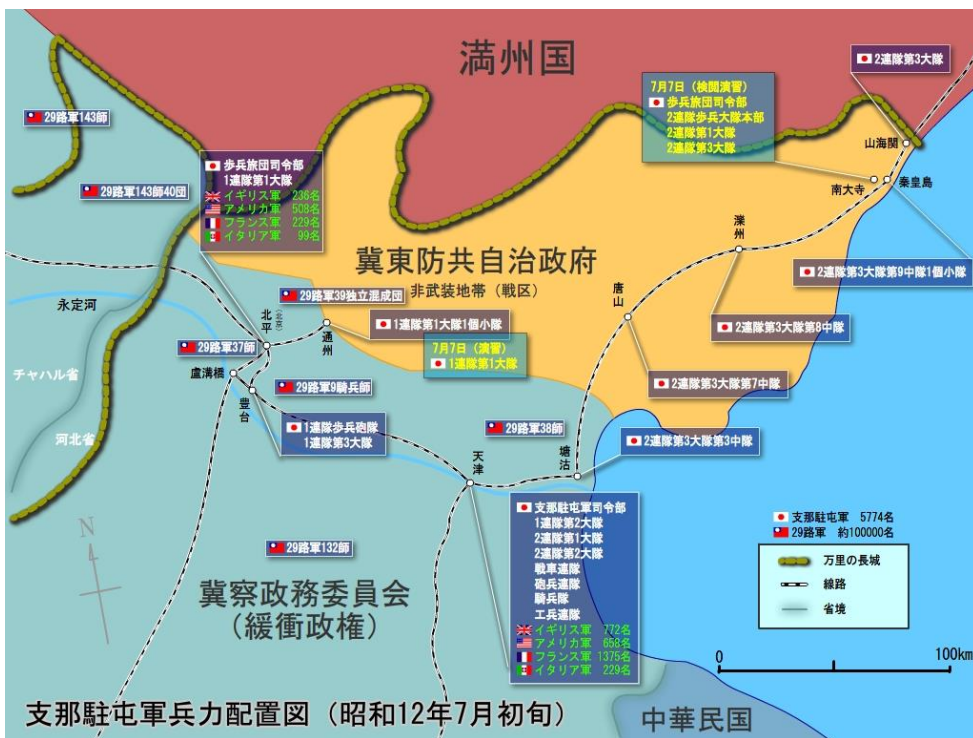 満州国
2連隊第3大隊
7月7日（検閲演習）
歩兵旅団司令部
2連隊歩兵大隊本部
2連隊第1大隊
2連隊第3大隊
29路軍143師
山海関
歩兵旅団司令部
1連隊第1大隊
イギリス軍 236名
アメリカ軍 508名
フランス軍 229名
イタリア軍 99名
29路軍143師40団
南大寺
秦皇島
灤州
冀東防共自治政府
非武装地帯（戦区）
2連隊第3大隊第9中隊1個小隊
29路軍39独立混成団
唐山
永定河
北平
（北京）
通州
1連隊第1大隊1個小隊
2連隊第3大隊第8中隊
29路軍37師
7月7日（演習）
1連隊第1大隊
チャハル省
盧溝橋
29路軍9騎兵師
2連隊第3大隊第7中隊
豊台
河北省
1連隊歩兵砲隊
1連隊第3大隊
29路軍38師
2連隊第3大隊第3中隊
天津
塘沽
支那駐屯軍司令部
1連隊第2大隊
2連隊第1大隊
2連隊第2大隊
戦車連隊
砲兵連隊
騎兵隊
工兵連隊
イギリス軍 772名
アメリカ軍 658名
フランス軍 1375名
イタリア軍 229名
支那駐屯軍 5774名
29路軍 約100000名
29路軍132師
万里の長城
線路
省境
冀察政務委員会
（緩衝政権）
N
0
100km
支那駐屯軍兵力配置図（昭和12年7月初旬）
中華民国